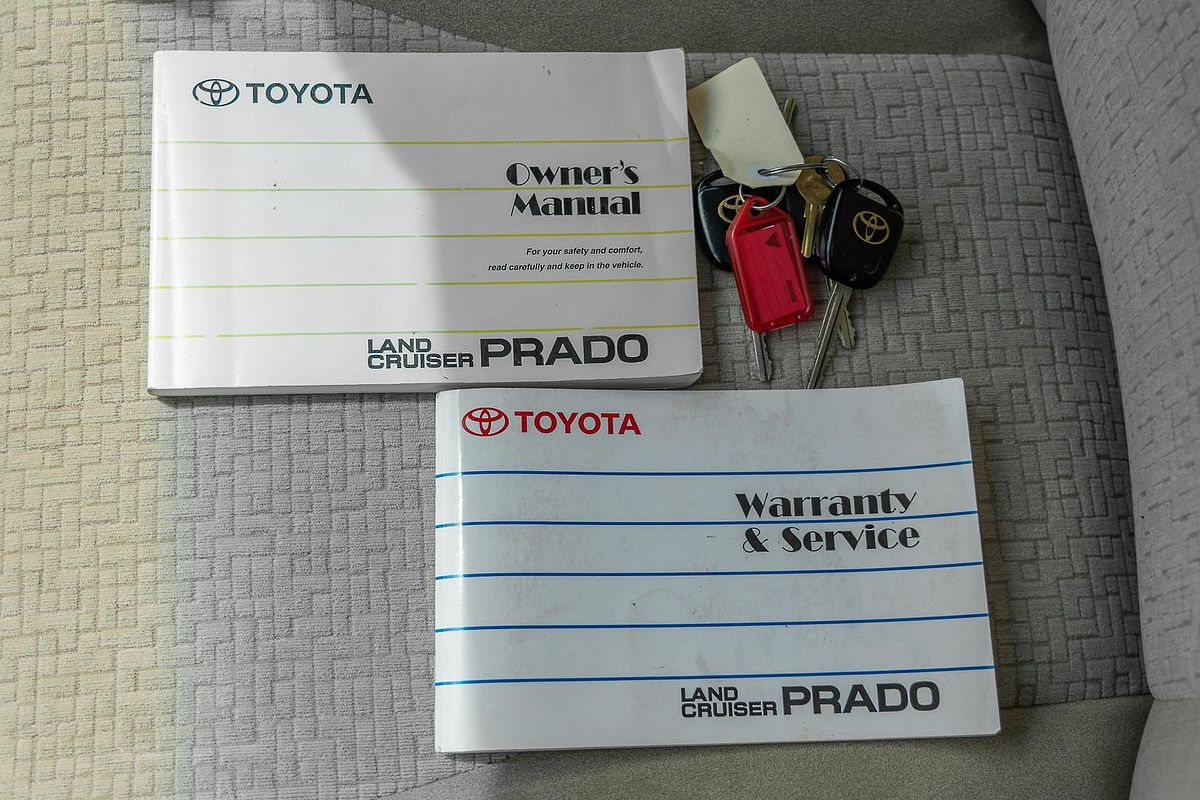 TOYOTA
Owner's
Manual
For your safety and comfort,
read carefully and keep in the vehicle.
LAND
CRUISER PRADO
TOYOTA
Warranty
& Service
LAND
CRUISER PRADO